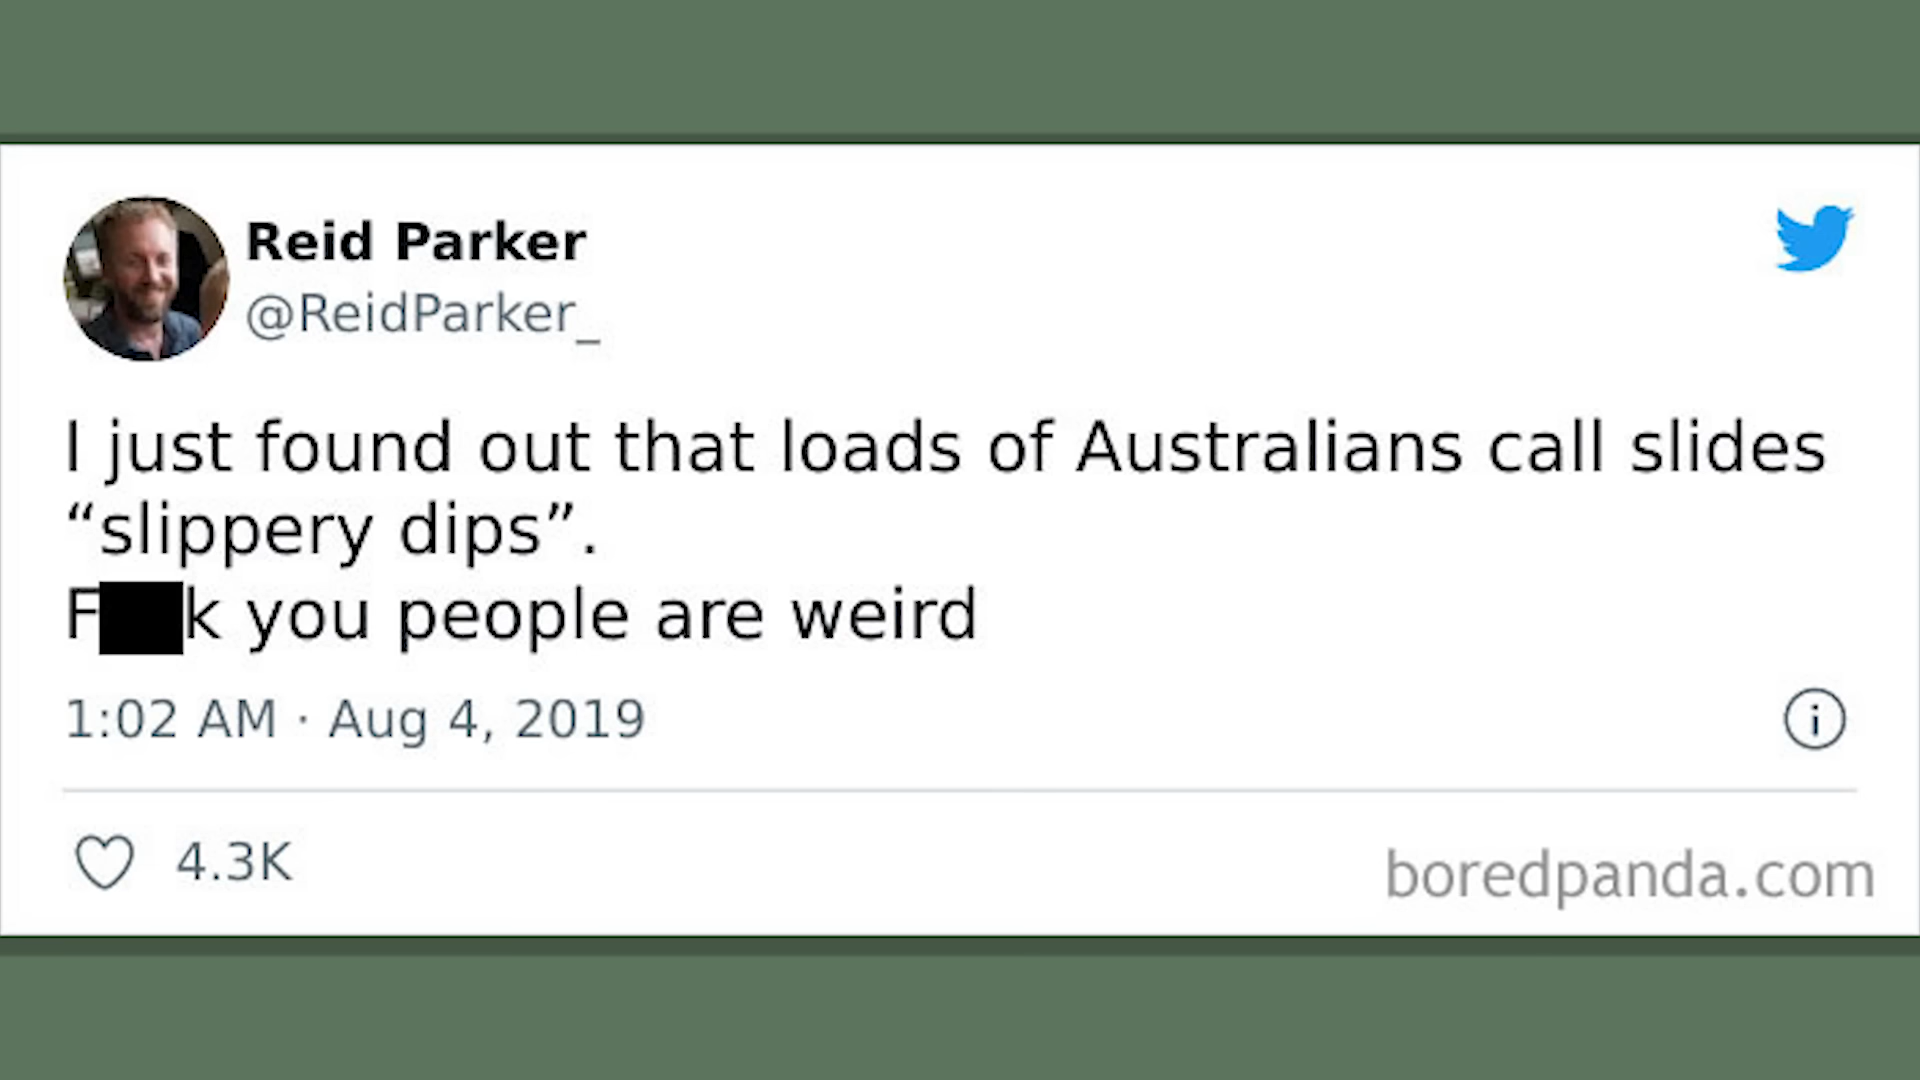 Reid Parker
@ReidParker_
I just found out that loads of Australians call slides
“slippery dips”.
F k you people are weird
1:02 AM · Aug 4, 2019
4.3K
boredpanda.com